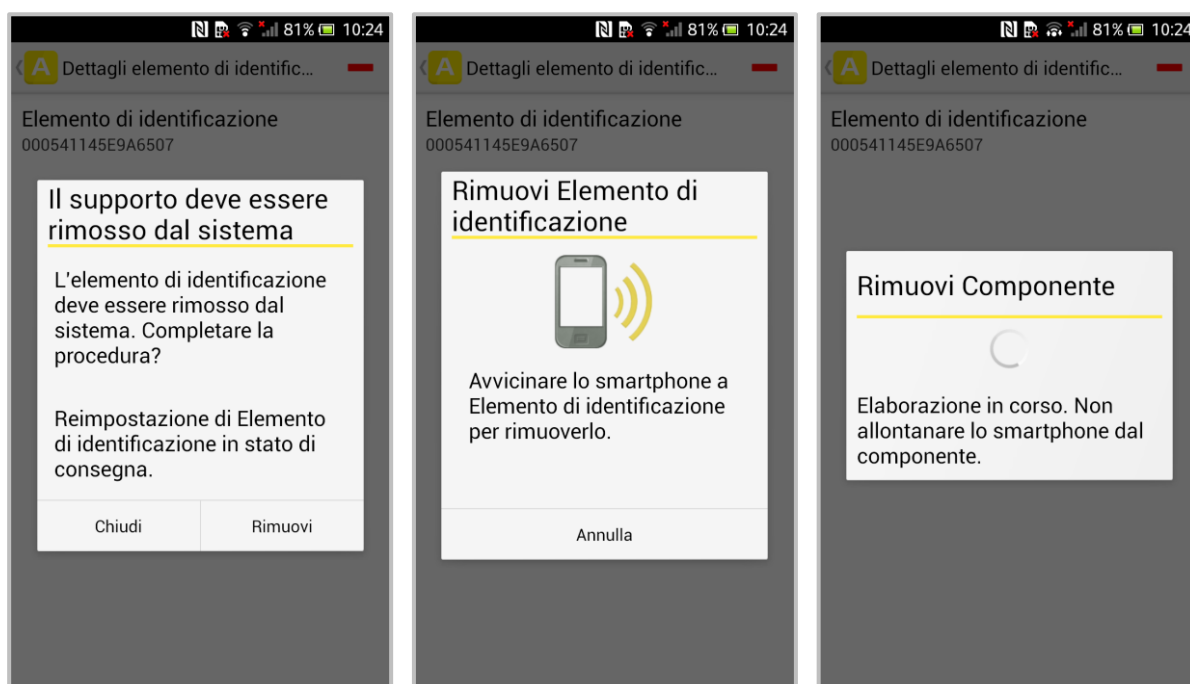 81% 10:24
A Dettagli elemento di identific...
Elemento di identificazione
000541145E9A6507
Il supporto deve essere
rimosso dal sistema
L'elemento di identificazione
deve essere rimosso dal
sistema. Completare la
procedura?
Reimpostazione di Elemento
di identificazione in stato di
consegna.
Chiudi Rimuovi
81% 10:24
A Dettagli elemento di identific...
Elemento di identificazione
000541145E9A6507
Rimuovi Elemento di
identificazione
Avvicinare lo smartphone a
Elemento di identificazione
per rimuoverlo.
Annulla
81% 10:24
A Dettagli elemento di identific...
Elemento di identificazione
000541145E9A6507
Rimuovi Componente
Elaborazione in corso. Non
allontanare lo smartphone dal
componente.